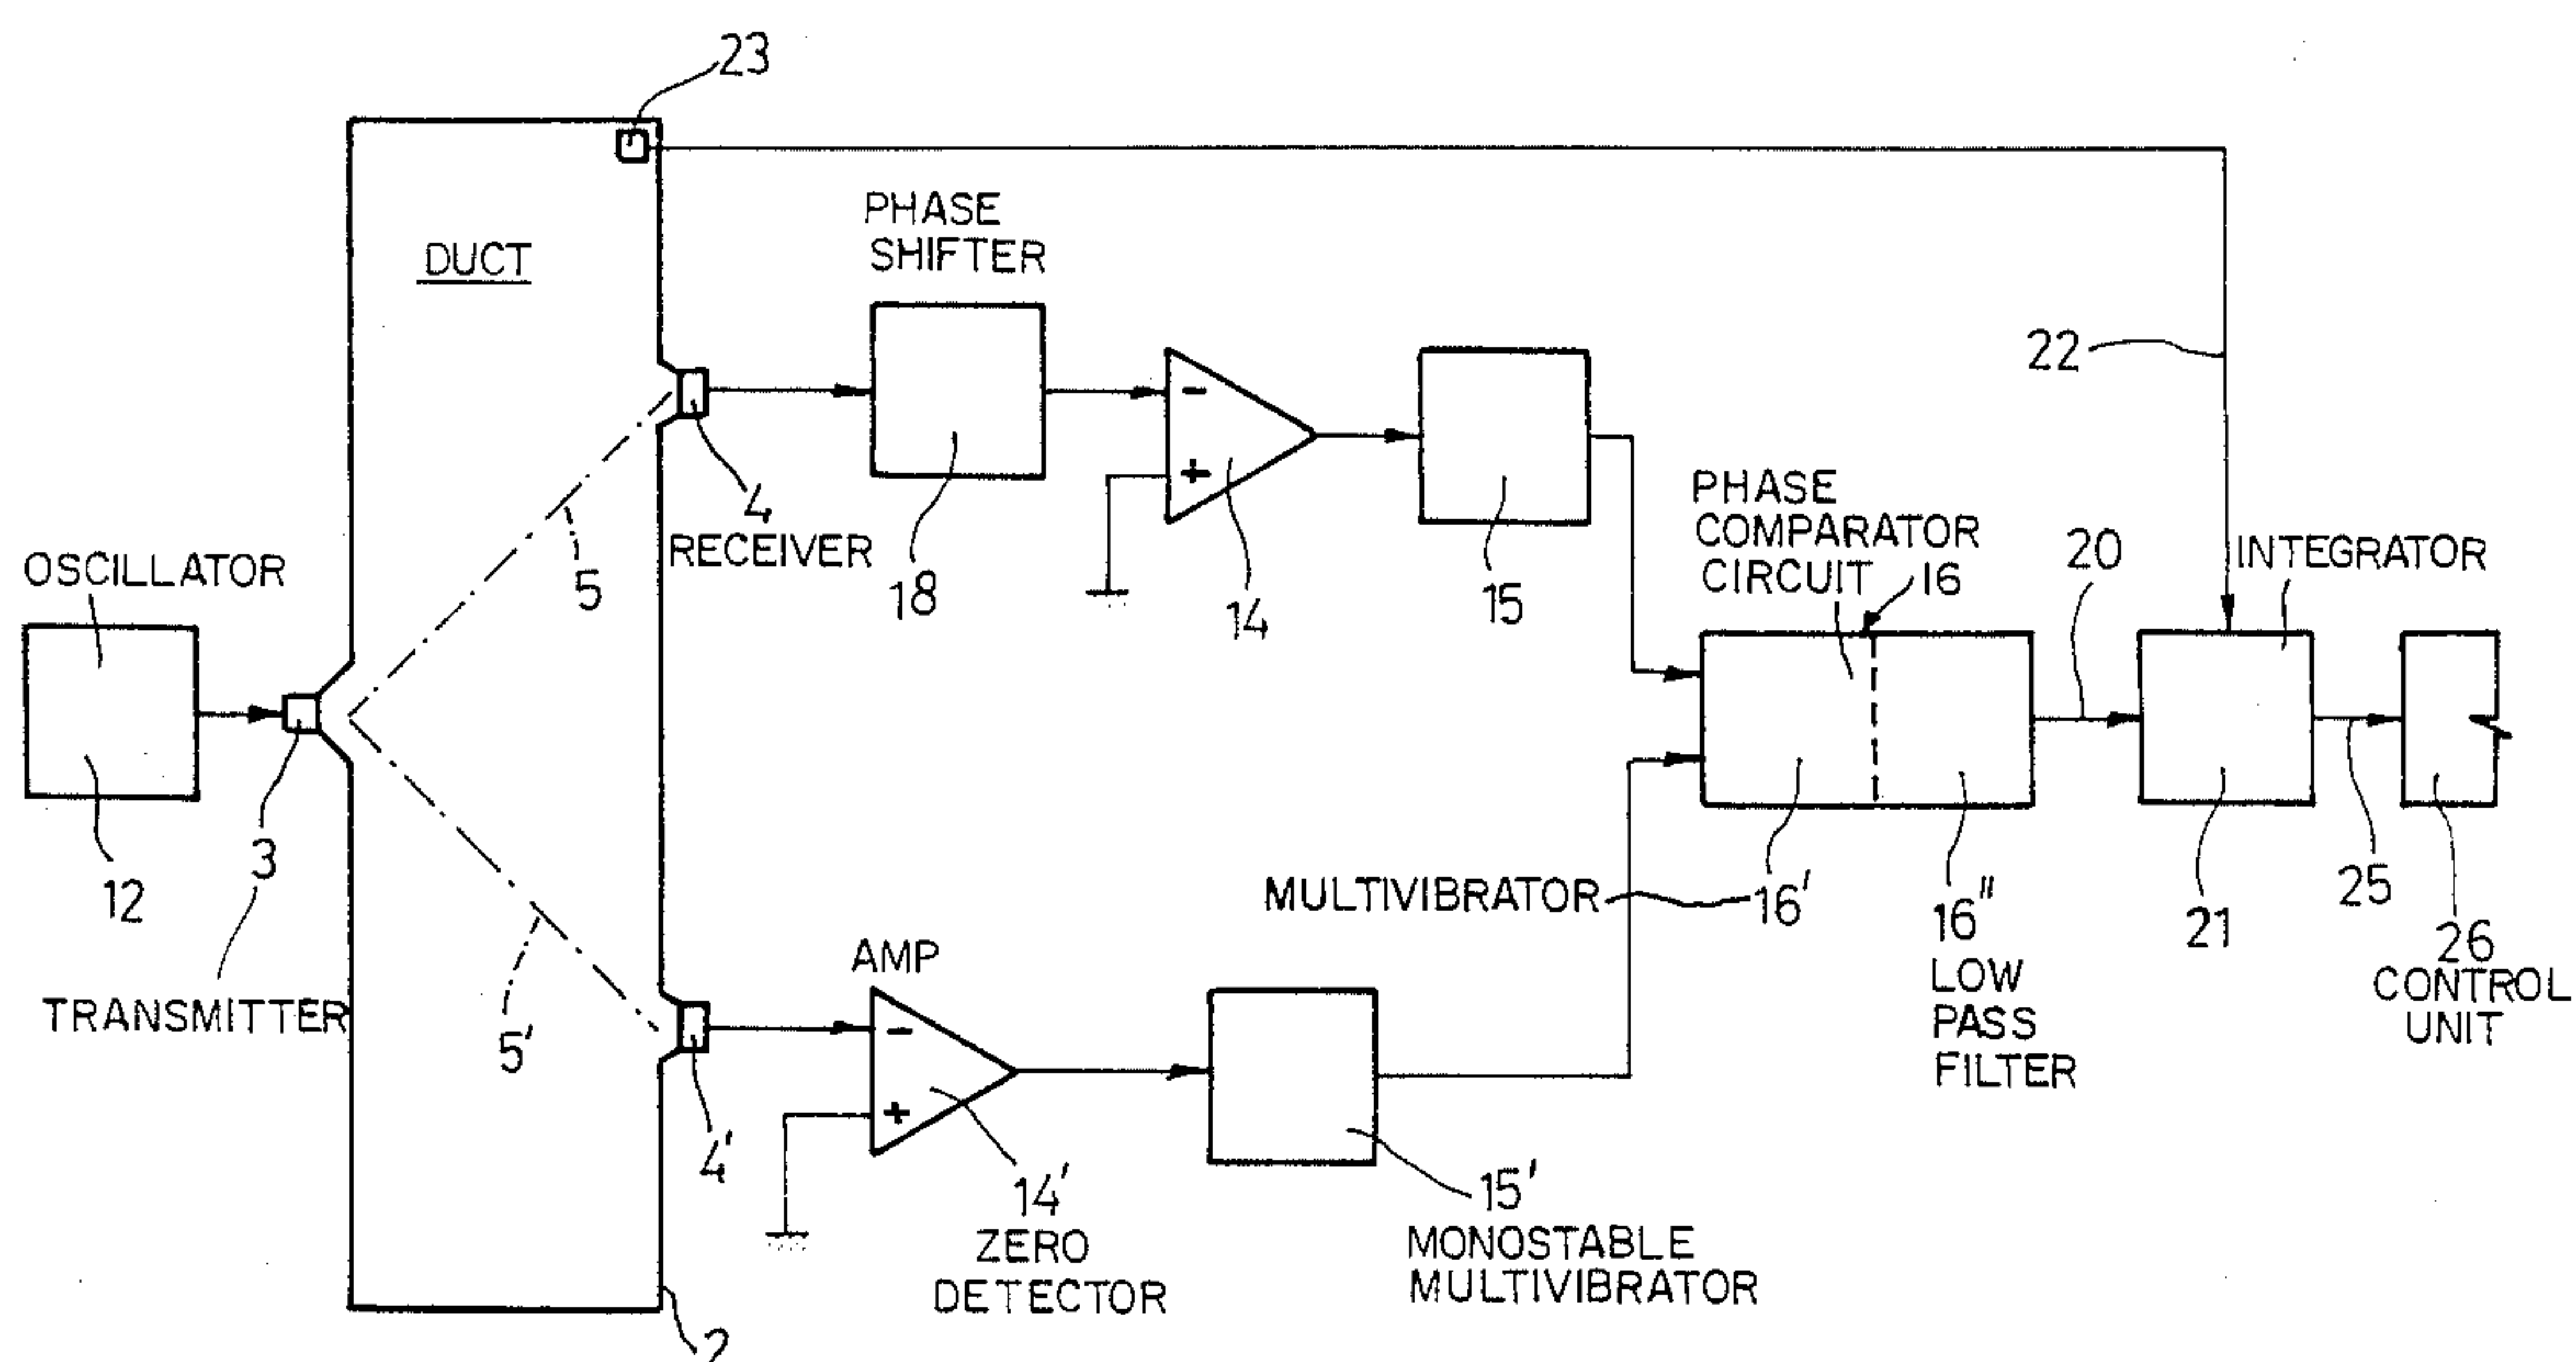 23
PHASE
SHIFTER
DUCT
22
-
+
4
RECEIVER
5
18
14
15
PHASE
COMPARATOR
CIRCUIT
16
20
INTEGRATOR
OSCILLATOR
12
3
TRANSMITTER
5'
MULTIVIBRATOR
16'
16"
LOW
PASS
FILTER
21
25
26
CONTROL
UNIT
AMP
-
+
4'
14'
ZERO
DETECTOR
15'
MONOSTABLE
MULTIVIBRATOR
2